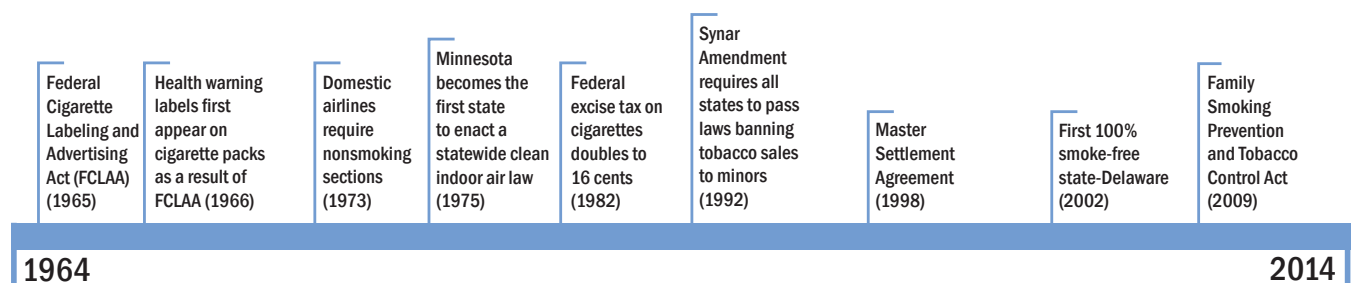 Federal
Cigarette
Labeling and
Advertising
Act (FCLAA)
(1965)
Health warning
labels first
appear on
cigarette packs
as a result of
FCLAA (1966)
Domestic
airlines
require
nonsmoking
sections
(1973)
Minnesota
becomes the
first state
to enact a
statewide clean
indoor air law
(1975)
Federal
excise tax on
cigarettes
doubles to
16 cents
(1982)
Synar
Amendment
requires all
states to pass
laws banning
tobacco sales
to minors
(1992)
Master
Settlement
Agreement
(1998)
First 100%
smoke-free
state-Delaware
(2002)
Family
Smoking
Prevention
and Tobacco
Control Act
(2009)
1964
2014